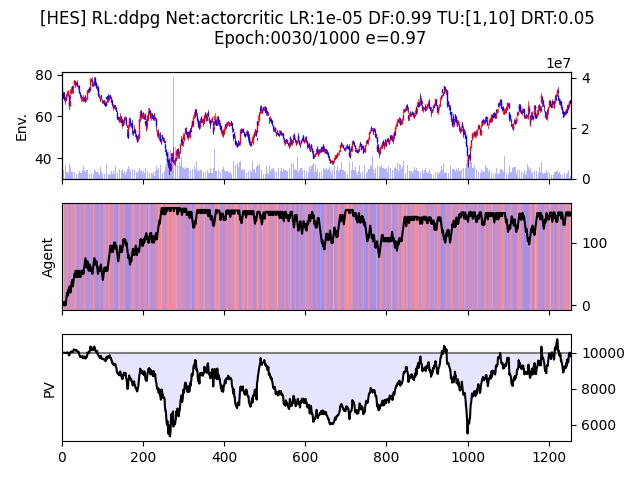 [HES] RL:ddpg Net:actorcritic LR:1e-05 DF:0.99 TU:[1,10] DRT:0.05
Epoch:0030/1000 e=0.97
1e7
80
60
40
Env.
4
2
0
Agent
100
0
PV
10000
8000
6000
0 200 400 600 800 1000 1200